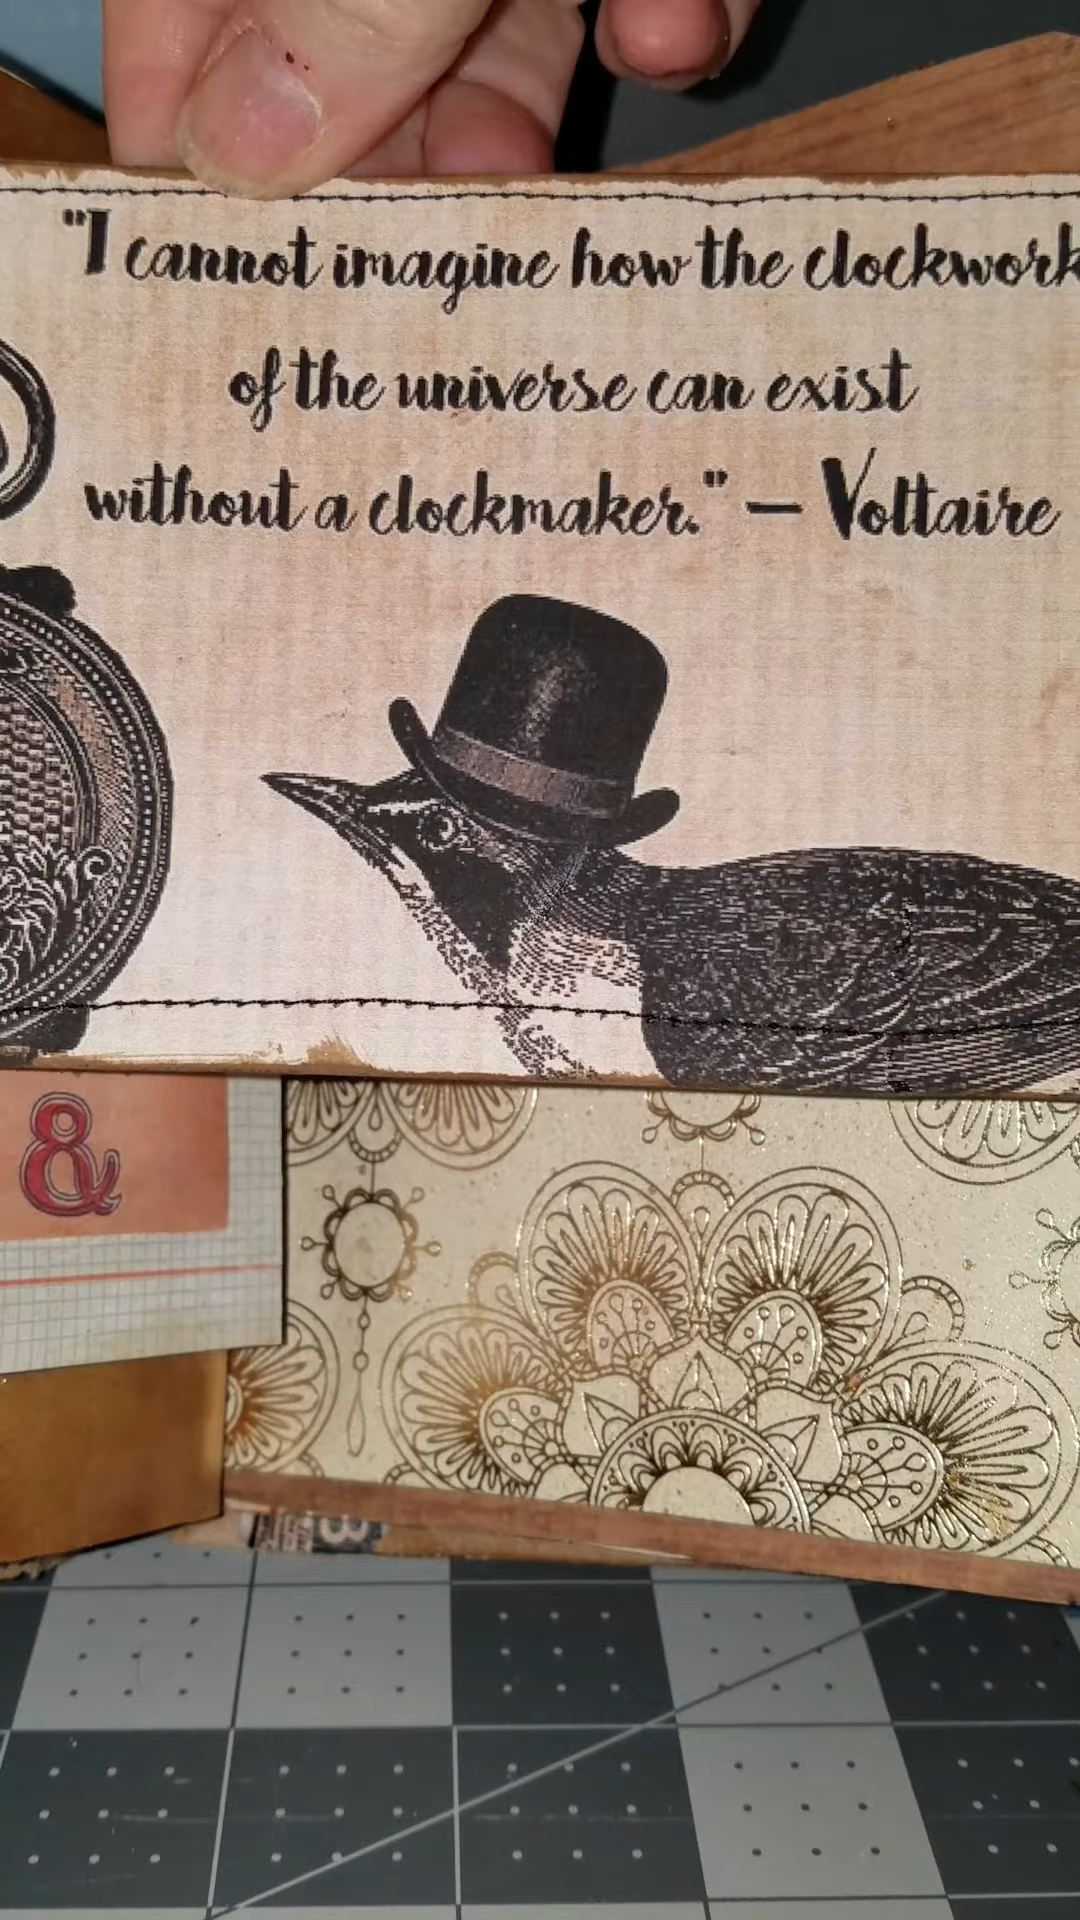 "I cannot imagine how the clockwork
of the universe can exist
without a clockmaker." — Voltaire
&